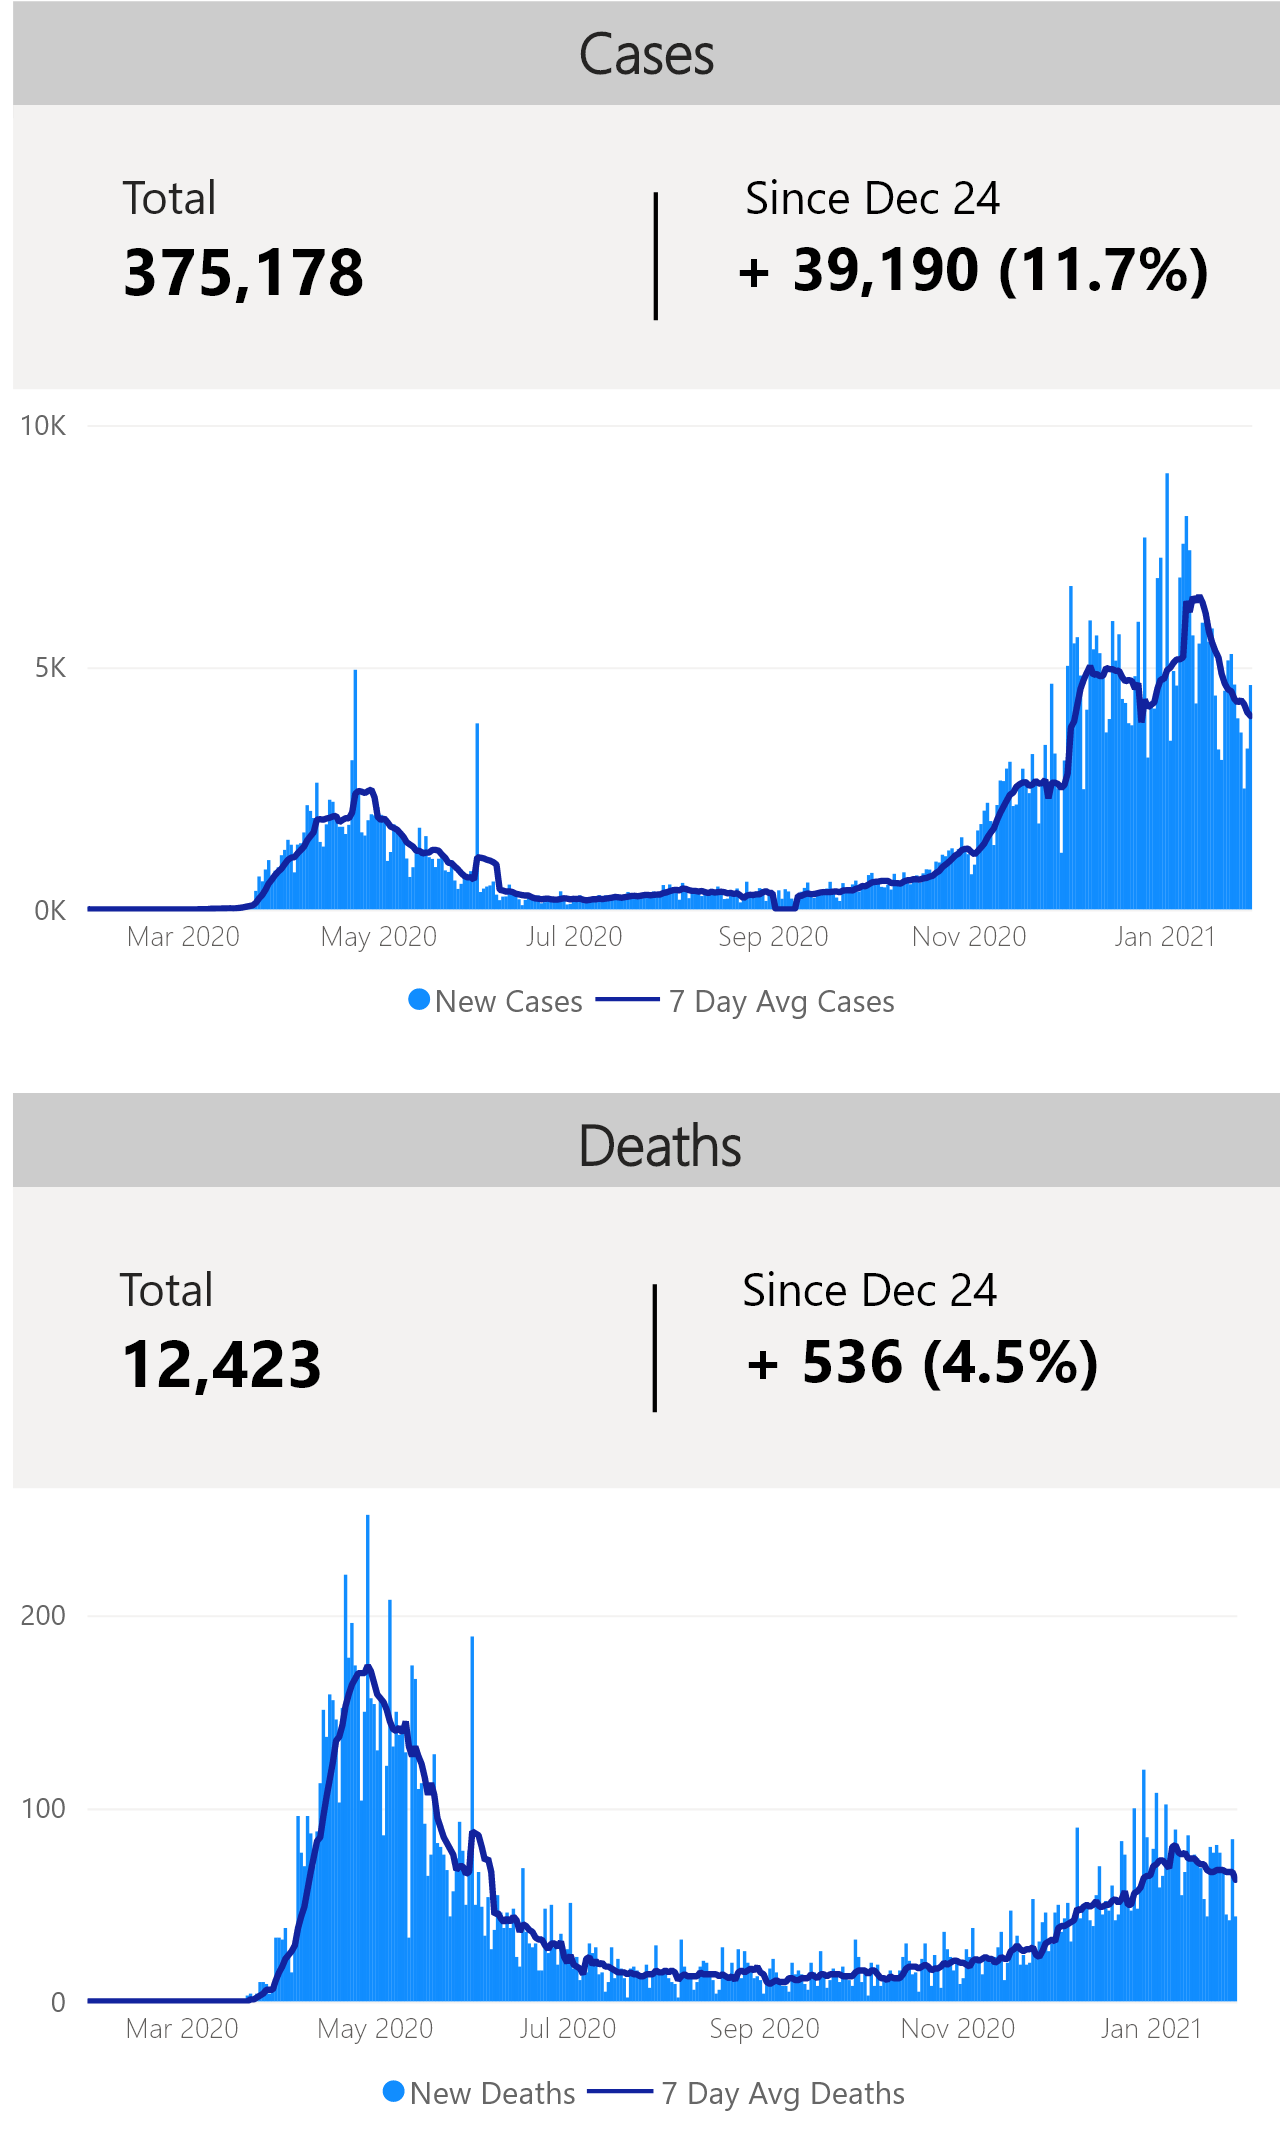 Cases
Total
Since Dec 24
375,178
+ 39,190 (11.7%)
10K
5K
0K
Mar 2020
May 2020
Jul 2020
Sep 2020
Nov 2020
Jan 2021
New Cases
7 Day Avg Cases
Deaths
Total
Since Dec 24
12,423
+ 536 (4.5%)
200
100
0
Mar 2020
May 2020
Jul 2020
Sep 2020
Nov 2020
Jan 2021
New Deaths
7 Day Avg Deaths